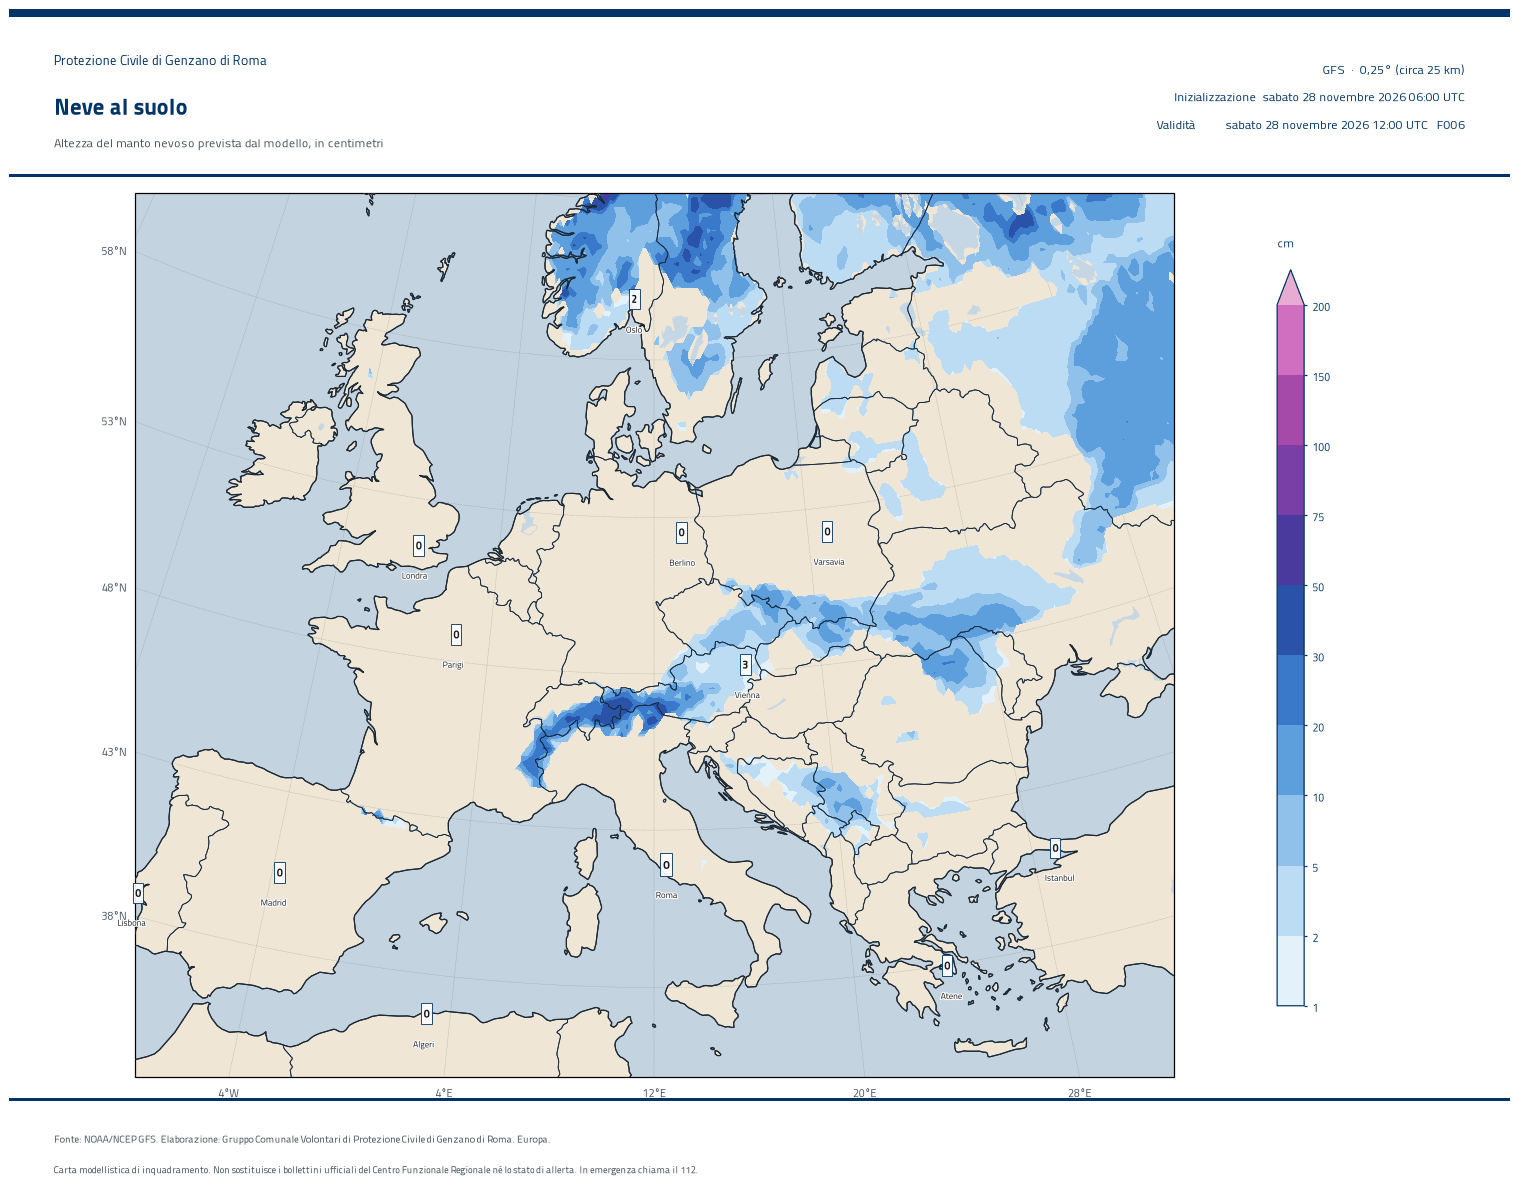 Protezione Civile di Genzano di Roma
Neve al suolo
Altezza del manto nevoso prevista dal modello, in centimetri
GFS · 0,25° (circa 25 km)
Inizializzazione sabato 28 novembre 2026 06:00 UTC
Validità sabato 28 novembre 2026 12:00 UTC F006
58°N
53°N
48°N
43°N
38°N
4°W
4°E
12°E
20°E
28°E
2
Oslo
0
Londra
0
Berlino
0
Varsavia
0
Parigi
3
Vienna
0
Madrid
0
Lisbona
0
Roma
0
Istanbul
0
Atene
0
Algeri
cm
200
150
100
75
50
30
20
10
5
2
1
Fonte: NOAA/NCEP GFS. Elaborazione: Gruppo Comunale Volontari di Protezione Civile di Genzano di Roma. Europa.
Carta modellistica di inquadramento. Non sostituisce i bollettini ufficiali del Centro Funzionale Regionale né lo stato di allerta. In emergenza chiama il 112.